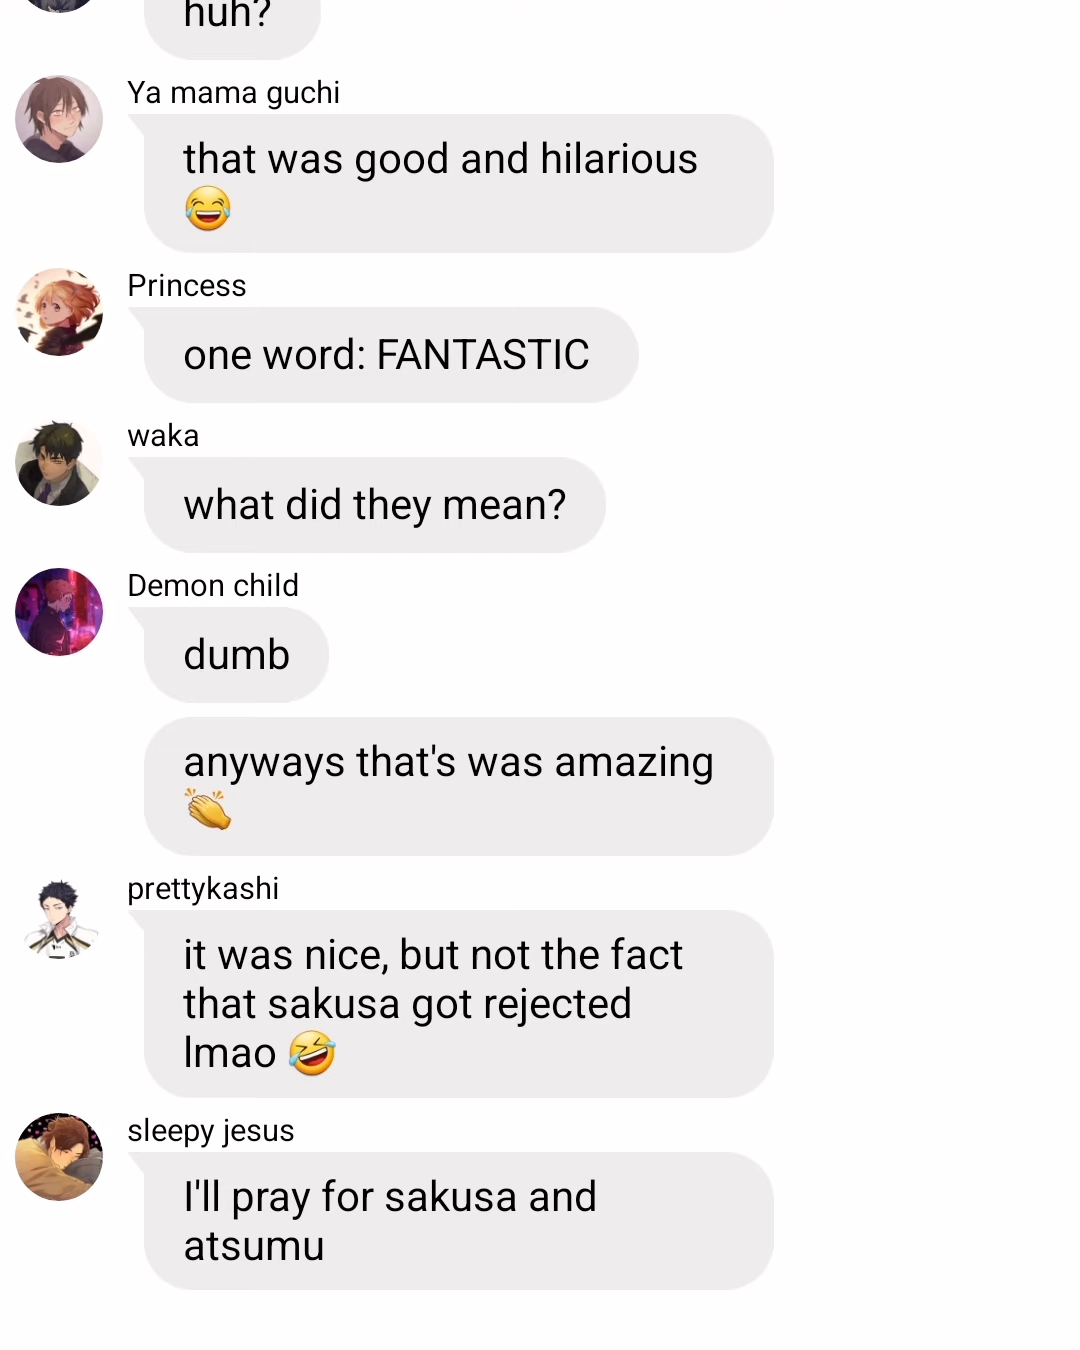 huh?
Ya mama guchi
that was good and hilarious
😂
Princess
one word: FANTASTIC
waka
what did they mean?
Demon child
dumb
anyways that's was amazing
👏
prettykashi
it was nice, but not the fact
that sakusa got rejected
lmao 🤣
sleepy jesus
I'll pray for sakusa and
atsumu